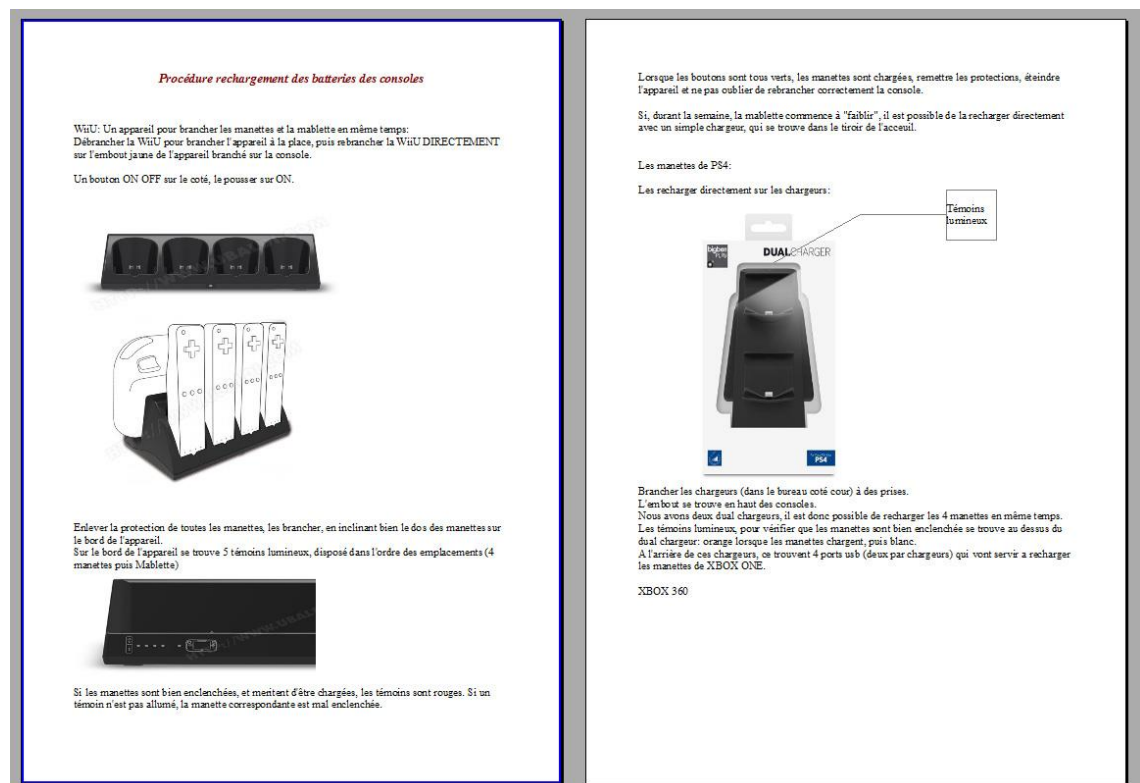 Procédure rechargement des batteries des consoles
WiiU: Un appareil pour brancher les manettes et la mablette en même temps:
Débrancher la WiiU pour brancher l'appareil à la place, puis rebrancher la WiiU DIRECTEMENT
sur l'embout jaune de l'appareil branché sur la console.
Un bouton ON OFF sur le coté, le pousser sur ON.
Enlever la protection de toutes les manettes, les brancher, en inclinant bien le dos des manettes sur
le bord de l'appareil.
Sur le bord de l'appareil se trouve 5 témoins lumineux, disposé dans l'ordre des emplacements (4
manettes puis Mablette)
Si les manettes sont bien enclenchées, et meritent d'être chargées, les témoins sont rouges. Si un
témoin n'est pas allumé, la manette correspondante est mal enclenchée.
Lorsque les boutons sont tous verts, les manettes sont chargées, remettre les protections, éteindre
l'appareil et ne pas oublier de rebrancher correctement la console.
Si, durant la semaine, la mablette commence à "faiblir", il est possible de la recharger directement
avec un simple chargeur, qui se trouve dans le tiroir de l'acceuil.
Les manettes de PS4:
Les recharger directement sur les chargeurs:
Témoins
lumineux
bigben
DUALCHARGER
PS4
Brancher les chargeurs (dans le bureau coté cour) à des prises.
L'embout se trouve en haut des consoles.
Nous avons deux dual chargeurs, il est donc possible de recharger les 4 manettes en même temps.
Les témoins lumineux, pour vérifier que les manettes sont bien enclenchée se trouve au dessus du
dual chargeur: orange lorsque les manettes chargent, puis blanc.
A l'arrière de ces chargeurs, ce trouvent 4 ports usb (deux par chargeurs) qui vont servir a recharger
les manettes de XBOX ONE.
XBOX 360